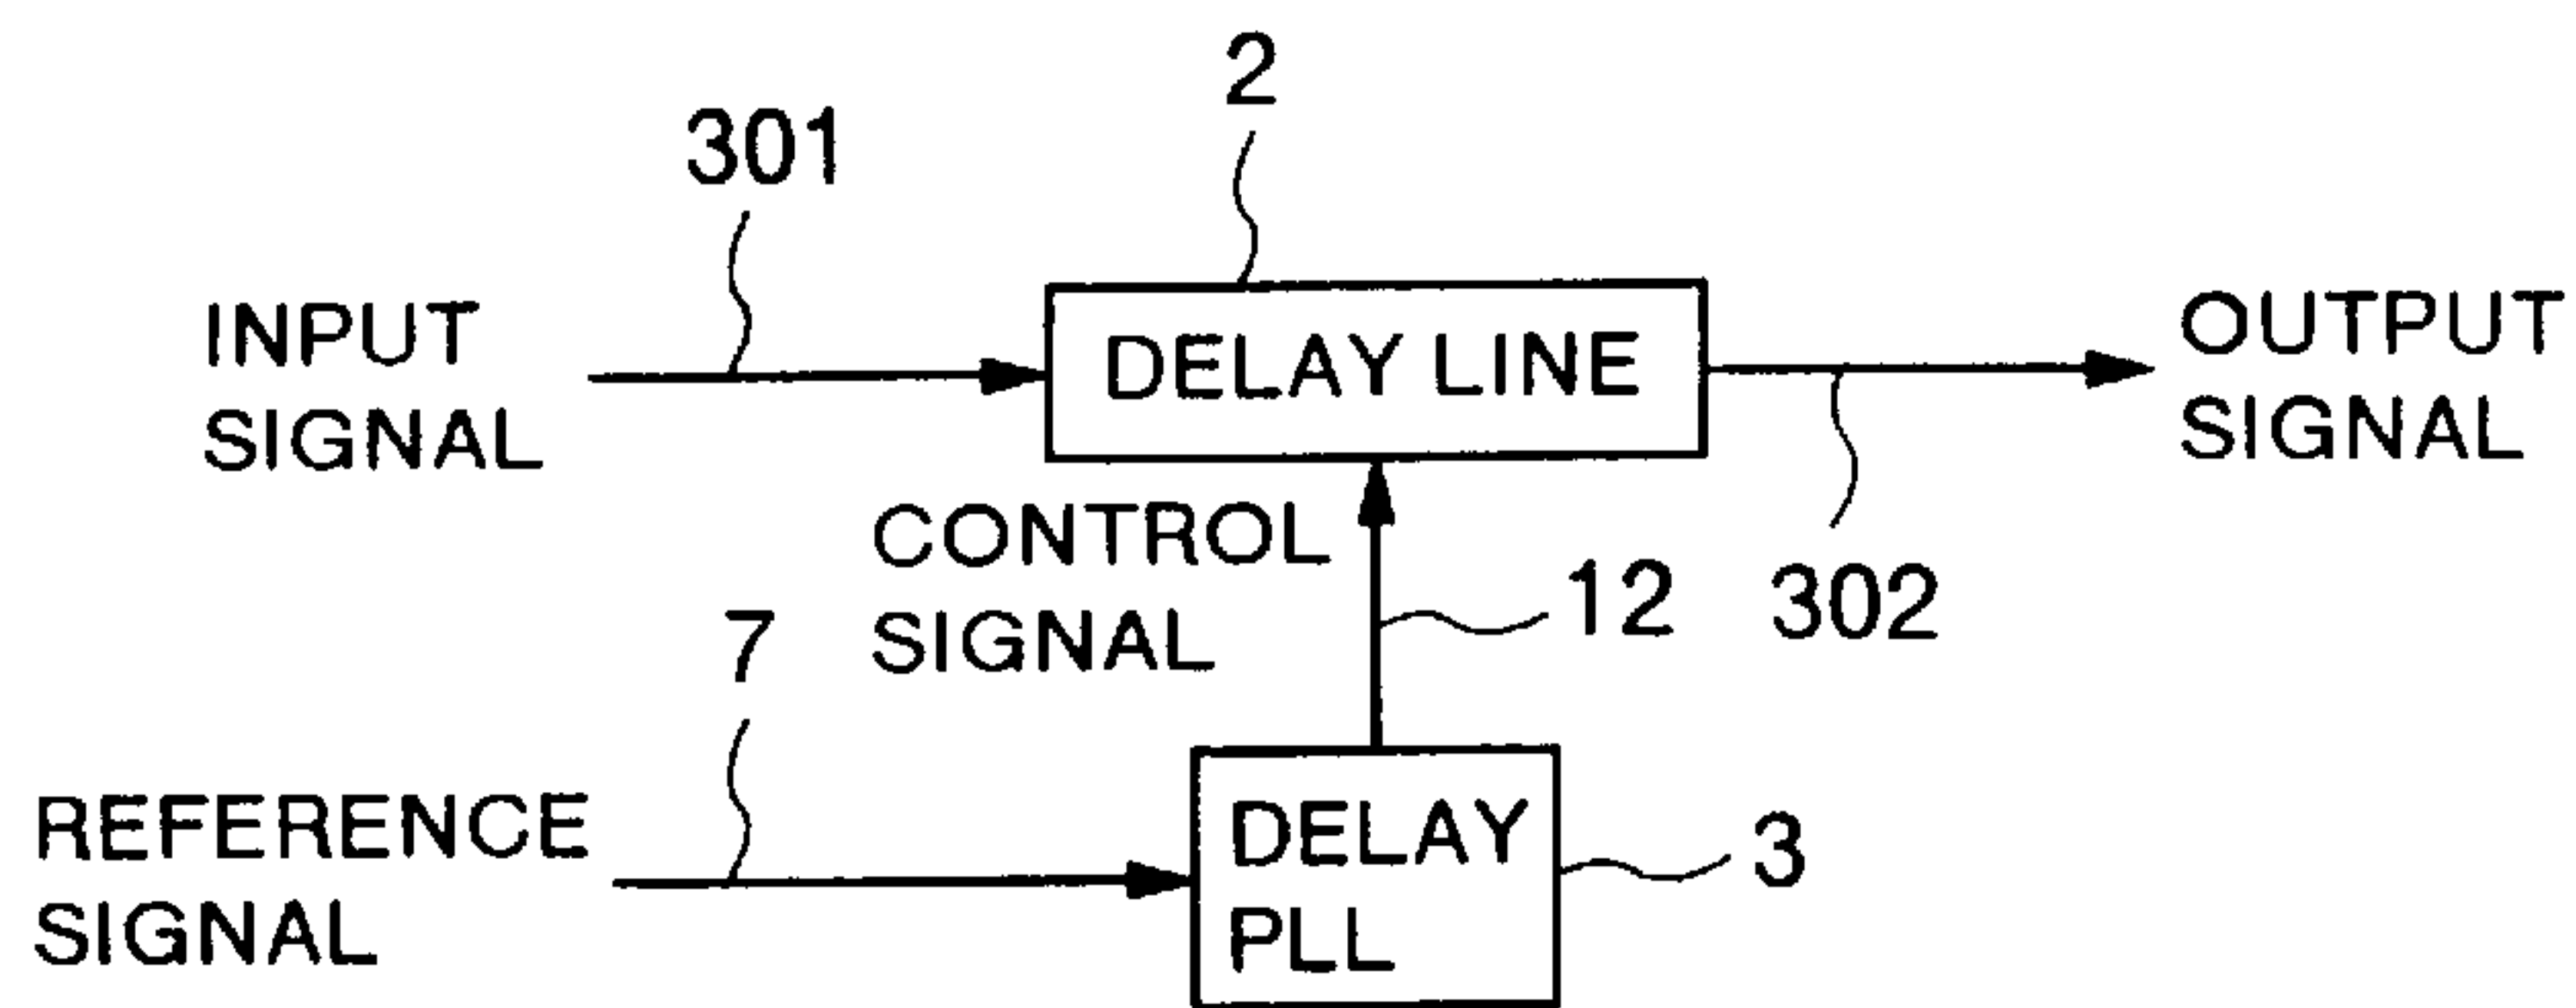 2
301
INPUT
SIGNAL
DELAY LINE
OUTPUT
SIGNAL
CONTROL
SIGNAL
12
302
7
REFERENCE
SIGNAL
DELAY
PLL
3